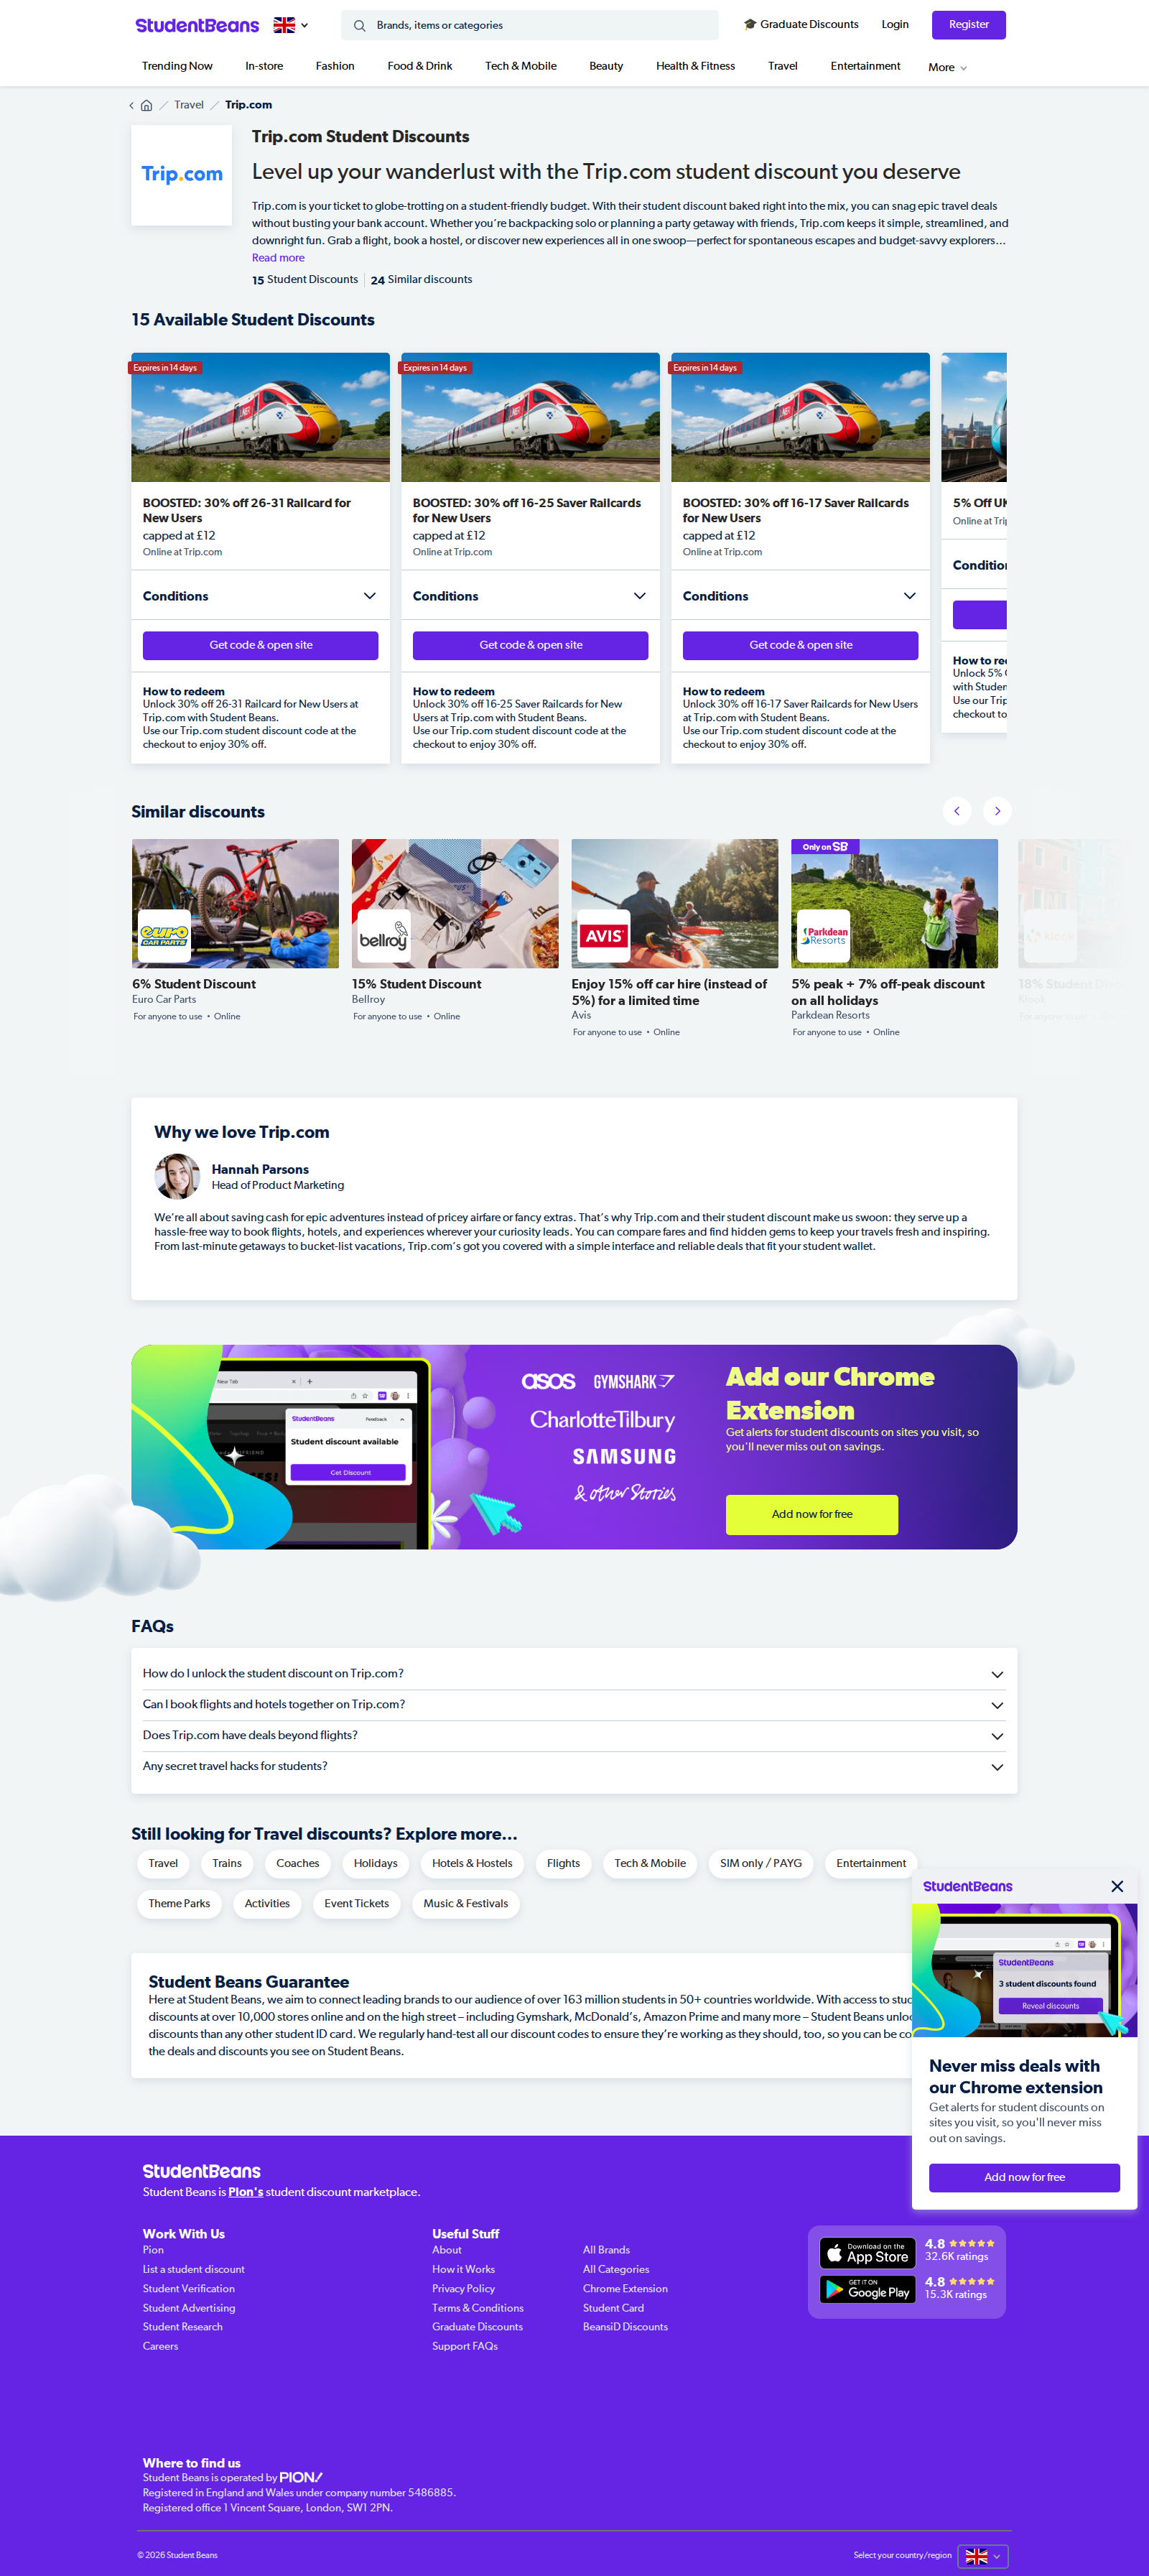 StudentBeans
Brands, items or categories
🎓 Graduate Discounts
Login
Register
Trending Now
In-store
Fashion
Food & Drink
Tech & Mobile
Beauty
Health & Fitness
Travel
Entertainment
More
Travel
Trip.com
Trip.com
Trip.com Student Discounts
Level up your wanderlust with the Trip.com student discount you deserve
Trip.com is your ticket to globe-trotting on a student-friendly budget. With their student discount baked right into the mix, you can snag epic travel deals
without busting your bank account. Whether you're backpacking solo or planning a party getaway with friends, Trip.com keeps it simple, streamlined, and
downright fun. Grab a flight, book a hostel, or discover new experiences all in one swoop—perfect for spontaneous escapes and budget-savvy explorers...
Read more
15 Student Discounts
24 Similar discounts
15 Available Student Discounts
Expires in 14 days
BOOSTED: 30% off 26-31 Railcard for
New Users
capped at £12
Online at Trip.com
Conditions
Get code & open site
How to redeem
Unlock 30% off 26-31 Railcard for New Users at
Trip.com with Student Beans.
Use our Trip.com student discount code at the
checkout to enjoy 30% off.
Expires in 14 days
BOOSTED: 30% off 16-25 Saver Railcards
for New Users
capped at £12
Online at Trip.com
Conditions
Get code & open site
How to redeem
Unlock 30% off 16-25 Saver Railcards for New
Users at Trip.com with Student Beans.
Use our Trip.com student discount code at the
checkout to enjoy 30% off.
Expires in 14 days
BOOSTED: 30% off 16-17 Saver Railcards
for New Users
capped at £12
Online at Trip.com
Conditions
Get code & open site
How to redeem
Unlock 30% off 16-17 Saver Railcards for New Users
at Trip.com with Student Beans.
Use our Trip.com student discount code at the
checkout to enjoy 30% off.
5% Off UK
Online at Trip
Condition
How to re
Unlock 5%
with Studen
Use our Trip
checkout to
Similar discounts
EURO CAR PARTS
6% Student Discount
Euro Car Parts
For anyone to use • Online
bellroy
15% Student Discount
Bellroy
For anyone to use • Online
AVIS
Enjoy 15% off car hire (instead of
5%) for a limited time
Avis
For anyone to use • Online
Only on SB
Parkdean
Resorts
5% peak + 7% off-peak discount
on all holidays
Parkdean Resorts
For anyone to use • Online
klook
18% Student Disc
Klook
For anyone to
Why we love Trip.com
Hannah Parsons
Head of Product Marketing
We're all about saving cash for epic adventures instead of pricey airfare or fancy extras. That's why Trip.com and their student discount make us swoon: they serve up a
hassle-free way to book flights, hotels, and experiences wherever your curiosity leads. You can compare fares and find hidden gems to keep your travels fresh and inspiring.
From last-minute getaways to bucket-list vacations, Trip.com's got you covered with a simple interface and reliable deals that fit your student wallet.
New Tab
StudentBeans
Feedback
Student discount available
Get Discount
asos
GYMSHARK
Charlotte Tilbury
SAMSUNG
& other Stories
Add our Chrome
Extension
Get alerts for student discounts on sites you visit, so
you'll never miss out on savings.
Add now for free
FAQs
How do I unlock the student discount on Trip.com?
Can I book flights and hotels together on Trip.com?
Does Trip.com have deals beyond flights?
Any secret travel hacks for students?
Still looking for Travel discounts? Explore more...
Travel
Trains
Coaches
Holidays
Hotels & Hostels
Flights
Tech & Mobile
SIM only / PAYG
Entertainment
Theme Parks
Activities
Event Tickets
Music & Festivals
Student Beans Guarantee
Here at Student Beans, we aim to connect leading brands to our audience of over 163 million students in 50+ countries worldwide. With access to stu
discounts at over 10,000 stores online and on the high street – including Gymshark, McDonald's, Amazon Prime and many more – Student Beans unlo
discounts than any other student ID card. We regularly hand-test all our discount codes to ensure they're working as they should, too, so you can be co
the deals and discounts you see on Student Beans.
StudentBeans
StudentBeans
3 student discounts found
Reveal discounts
Never miss deals with
our Chrome extension
Get alerts for student discounts on
sites you visit, so you'll never miss
out on savings.
Add now for free
StudentBeans
Student Beans is Pion's student discount marketplace.
Work With Us
Pion
List a student discount
Student Verification
Student Advertising
Student Research
Careers
Useful Stuff
About
How it Works
Privacy Policy
Terms & Conditions
Graduate Discounts
Support FAQs
All Brands
All Categories
Chrome Extension
Student Card
BeansiD Discounts
Download on the
App Store
4.8 ★★★★★
32.6K ratings
GET IT ON
Google Play
4.8 ★★★★★
15.3K ratings
Where to find us
Student Beans is operated by PION!
Registered in England and Wales under company number 5486885.
Registered office 1 Vincent Square, London, SW1 2PN.
© 2026 Student Beans
Select your country/region